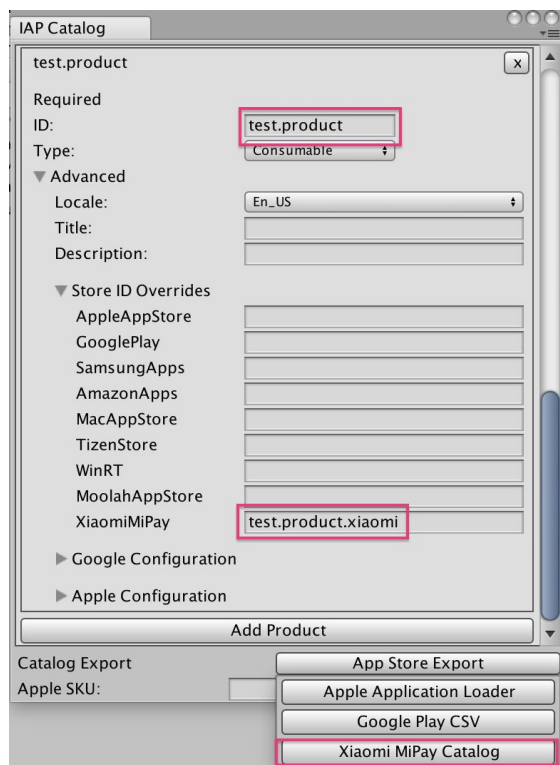 IAP Catalog
test.product
x
Required
ID: test.product
Type: Consumable
Advanced
Locale: En_US
Title:
Description:
Store ID Overrides
AppleAppStore
GooglePlay
SamsungApps
AmazonApps
MacAppStore
TizenStore
WinRT
MoolahAppStore
XiaomiMiPay test.product.xiaomi
Google Configuration
Apple Configuration
Add Product
Catalog Export App Store Export
Apple SKU: Apple Application Loader
Google Play CSV
Xiaomi MiPay Catalog